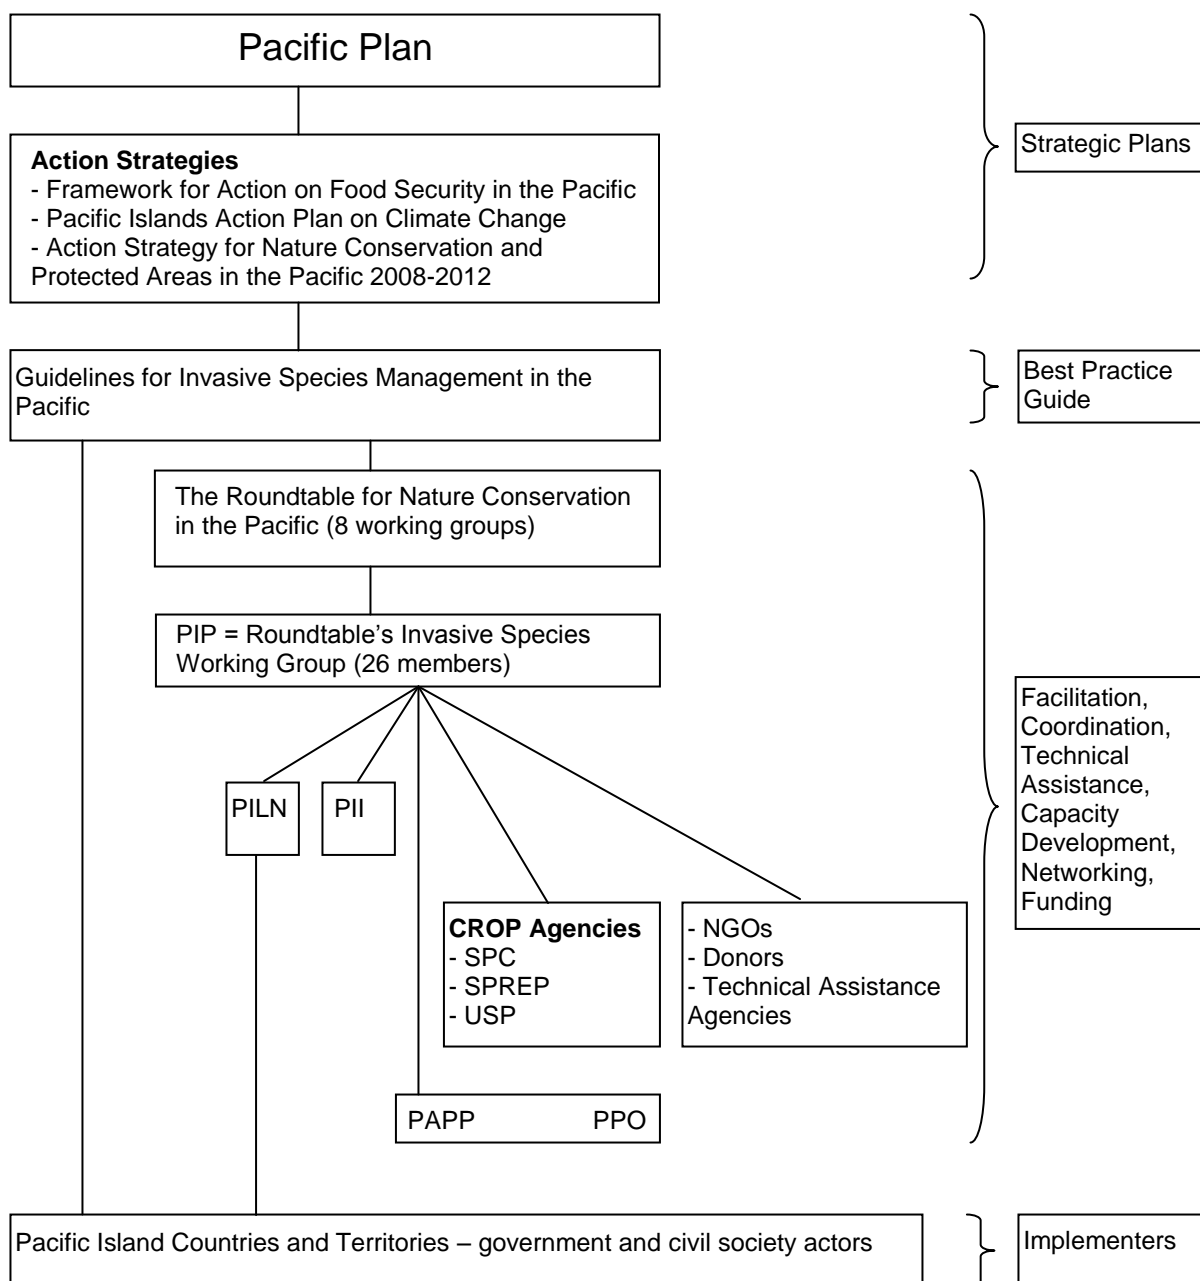 Pacific Plan
Strategic Plans
Action Strategies
- Framework for Action on Food Security in the Pacific
- Pacific Islands Action Plan on Climate Change
- Action Strategy for Nature Conservation and
Protected Areas in the Pacific 2008-2012
Guidelines for Invasive Species Management in the
Pacific
Best Practice
Guide
The Roundtable for Nature Conservation
in the Pacific (8 working groups)
PIP = Roundtable’s Invasive Species
Working Group (26 members)
Facilitation,
Coordination,
Technical
Assistance,
Capacity
Development,
Networking,
Funding
PILN
PII
CROP Agencies
- SPC
- SPREP
- USP
- NGOs
- Donors
- Technical Assistance
Agencies
PAPP PPO
Pacific Island Countries and Territories – government and civil society actors
Implementers